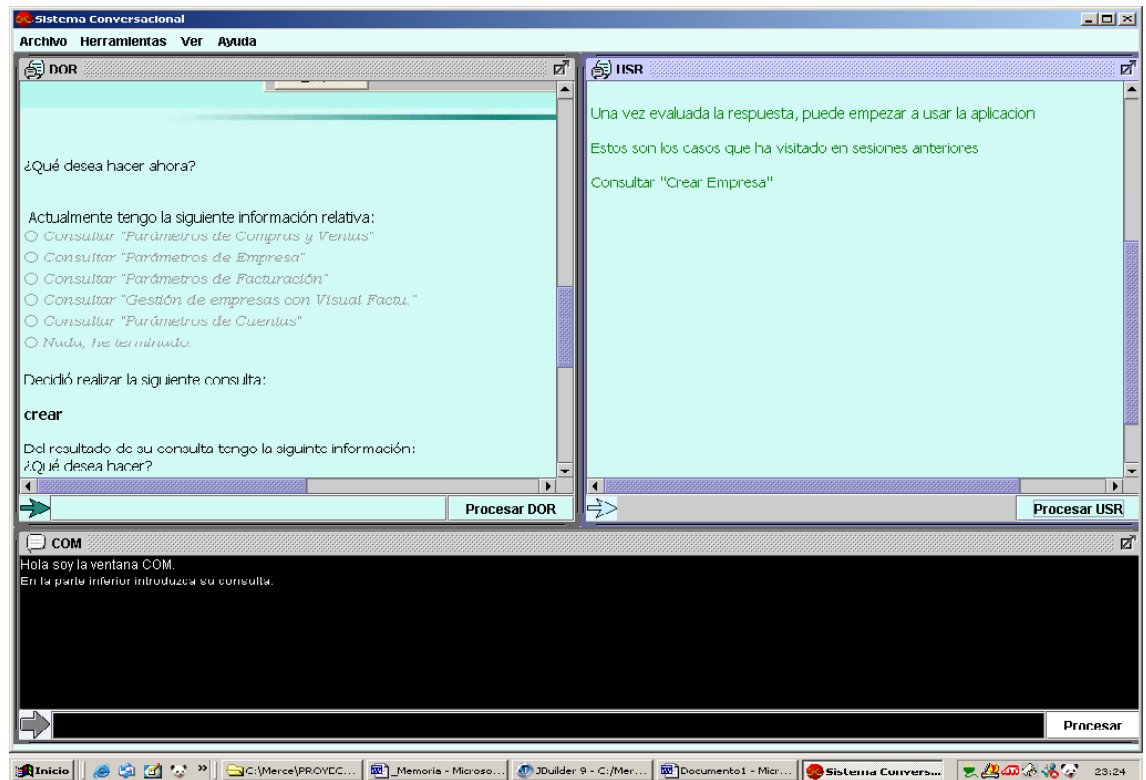 Sistema Conversacional
Archivo Herramientas Ver Ayuda
DOR
¿Qué desea hacer ahora?
Actualmente tengo la siguiente información relativa:
Consultar "Parámetros de Compras y Ventas"
Consultar "Parámetros de Empresa"
Consultar "Parámetros de Facturación"
Consultar "Gestión de empresas con Visual Factu."
Consultar "Parámetros de Cuentas"
Nada, he terminado.
Decidió realizar la siguiente consulta:
crear
Del resultado de su consulta tengo la siguinte información:
¿Qué desea hacer?
Procesar DOR
USR
Una vez evaluada la respuesta, puede empezar a usar la aplicacion
Estos son los casos que ha visitado en sesiones anteriores
Consultar "Crear Empresa"
Procesar USR
COM
Hola soy la ventana COM.
En la parte inferior introduzca su consulta.
Procesar
Inicio » C:\Merce\PROYEC... _Memoria - Microso... JBuilder 9 - C:/Mer... Documento1 - Micr... Sistema Convers... 23:24